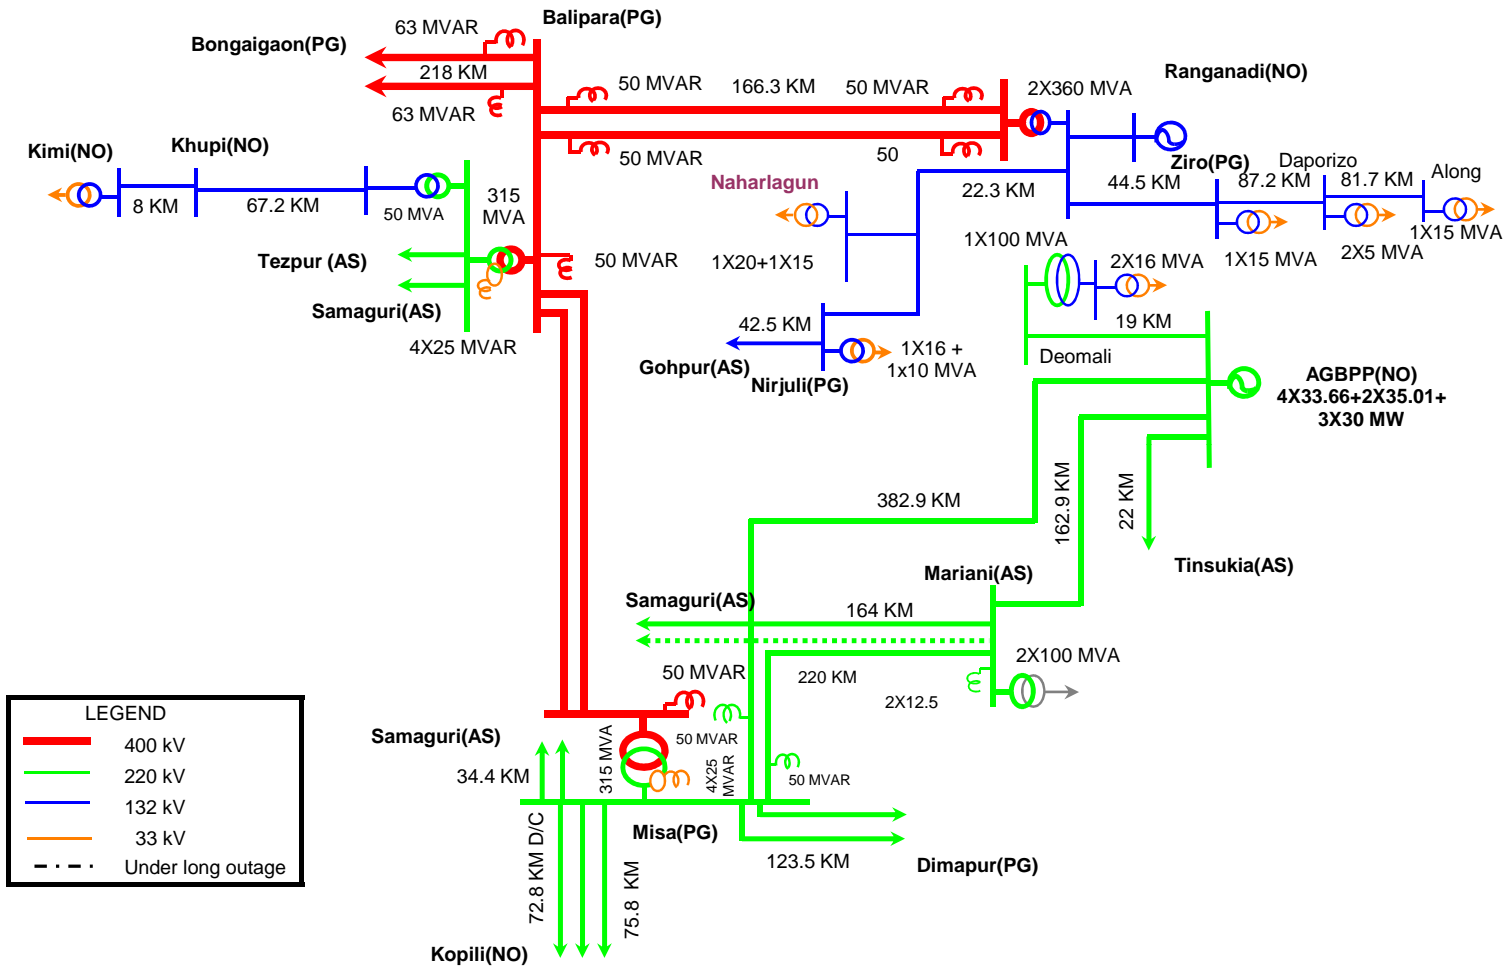 Balipara(PG)
63 MVAR
Bongaigaon(PG)
218 KM
63 MVAR
50 MVAR
166.3 KM
50 MVAR
50 MVAR
50
Ranganadi(NO)
2X360 MVA
Kimi(NO)
Khupi(NO)
8 KM
67.2 KM
50 MVA
315
MVA
Tezpur (AS)
Samaguri(AS)
4X25 MVAR
50 MVAR
Naharlagun
22.3 KM
1X20+1X15
42.5 KM
Gohpur(AS)
Nirjuli(PG)
1X16 +
1x10 MVA
Ziro(PG)
44.5 KM
Daporizo
87.2 KM
81.7 KM
Along
1X15 MVA
2X5 MVA
1X15 MVA
1X100 MVA
2X16 MVA
19 KM
Deomali
AGBPP(NO)
4X33.66+2X35.01+
3X30 MW
382.9 KM
162.9 KM
22 KM
Tinsukia(AS)
Mariani(AS)
Samaguri(AS)
164 KM
220 KM
2X100 MVA
2X12.5
50 MVAR
50 MVAR
315 MVA
4X25
MVAR
50 MVAR
Samaguri(AS)
34.4 KM
Misa(PG)
72.8 KM D/C
75.8 KM
123.5 KM
Dimapur(PG)
Kopili(NO)
LEGEND
400 kV
220 kV
132 kV
33 kV
Under long outage